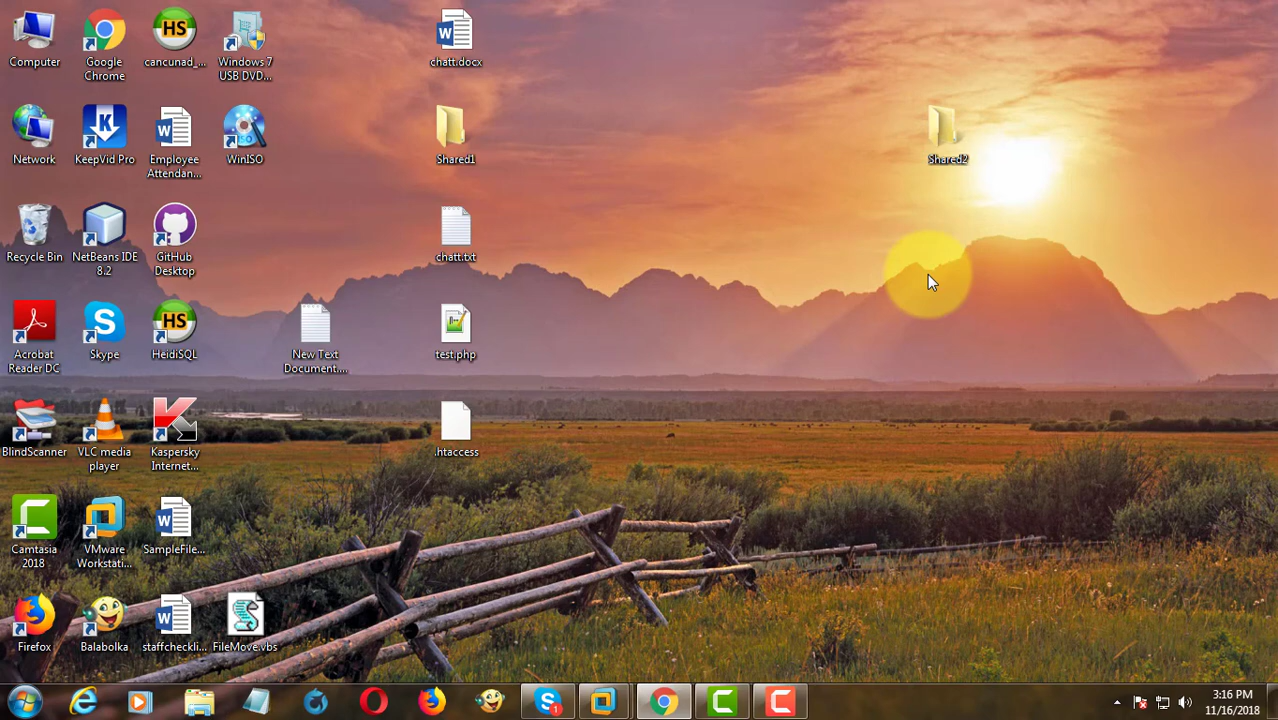 Computer
Google
Chrome
cancunad_...
Windows 7
USB DVD...
chatt.docx
Network
KeepVid Pro
Employee
Attendan...
WinISO
Shared1
Shared2
Recycle Bin
NetBeans IDE
8.2
GitHub
Desktop
chatt.txt
Acrobat
Reader DC
Skype
HeidiSQL
New Text
Document....
test.php
BlindScanner
VLC media
player
Kaspersky
Internet...
.htaccess
Camtasia
2018
VMware
Workstati...
SampleFile...
Firefox
Balabolka
staffcheckli...
FileMove.vbs
3:16 PM
11/16/2018